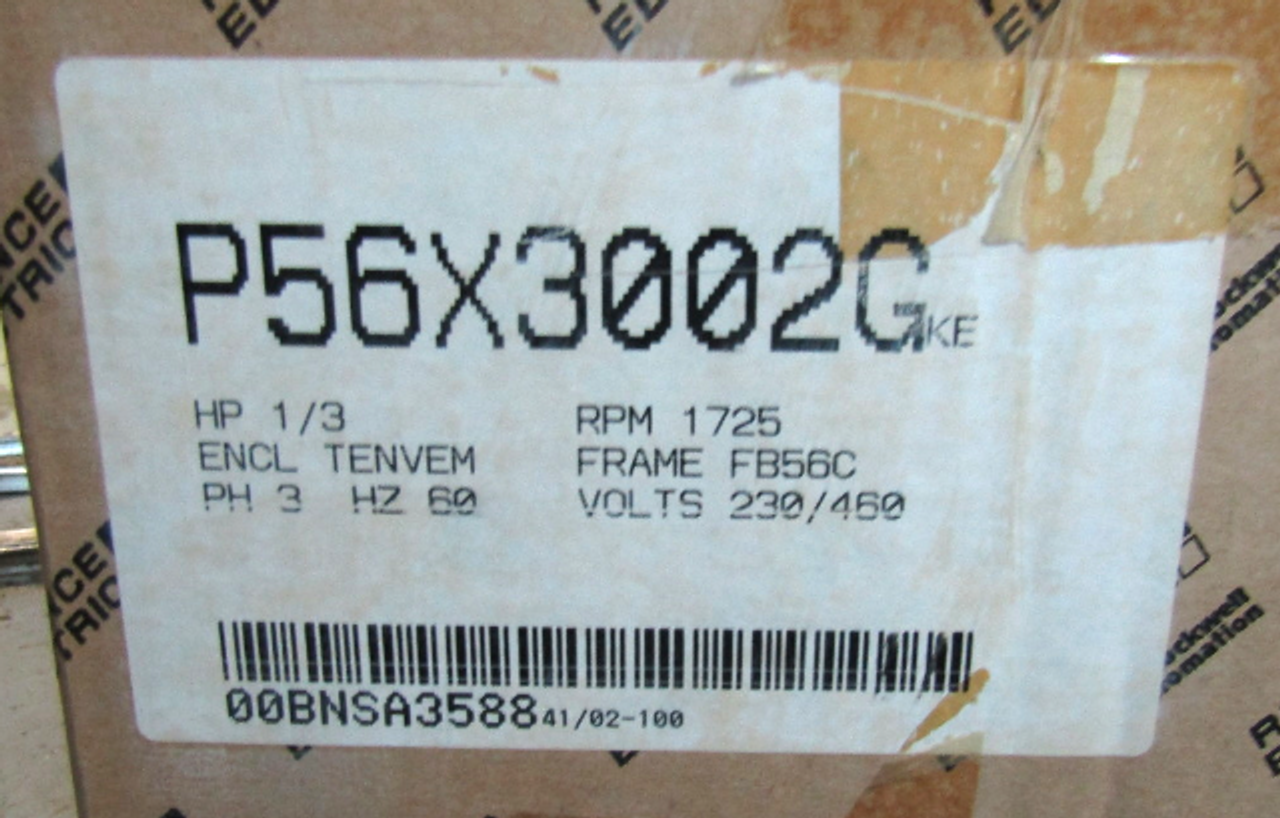 P56X3002G KE
HP 1/3 RPM 1725
ENCL TENVEM FRAME FB56C
PH 3 HZ 60 VOLTS 230/460
00BNSA3588 41/02-100